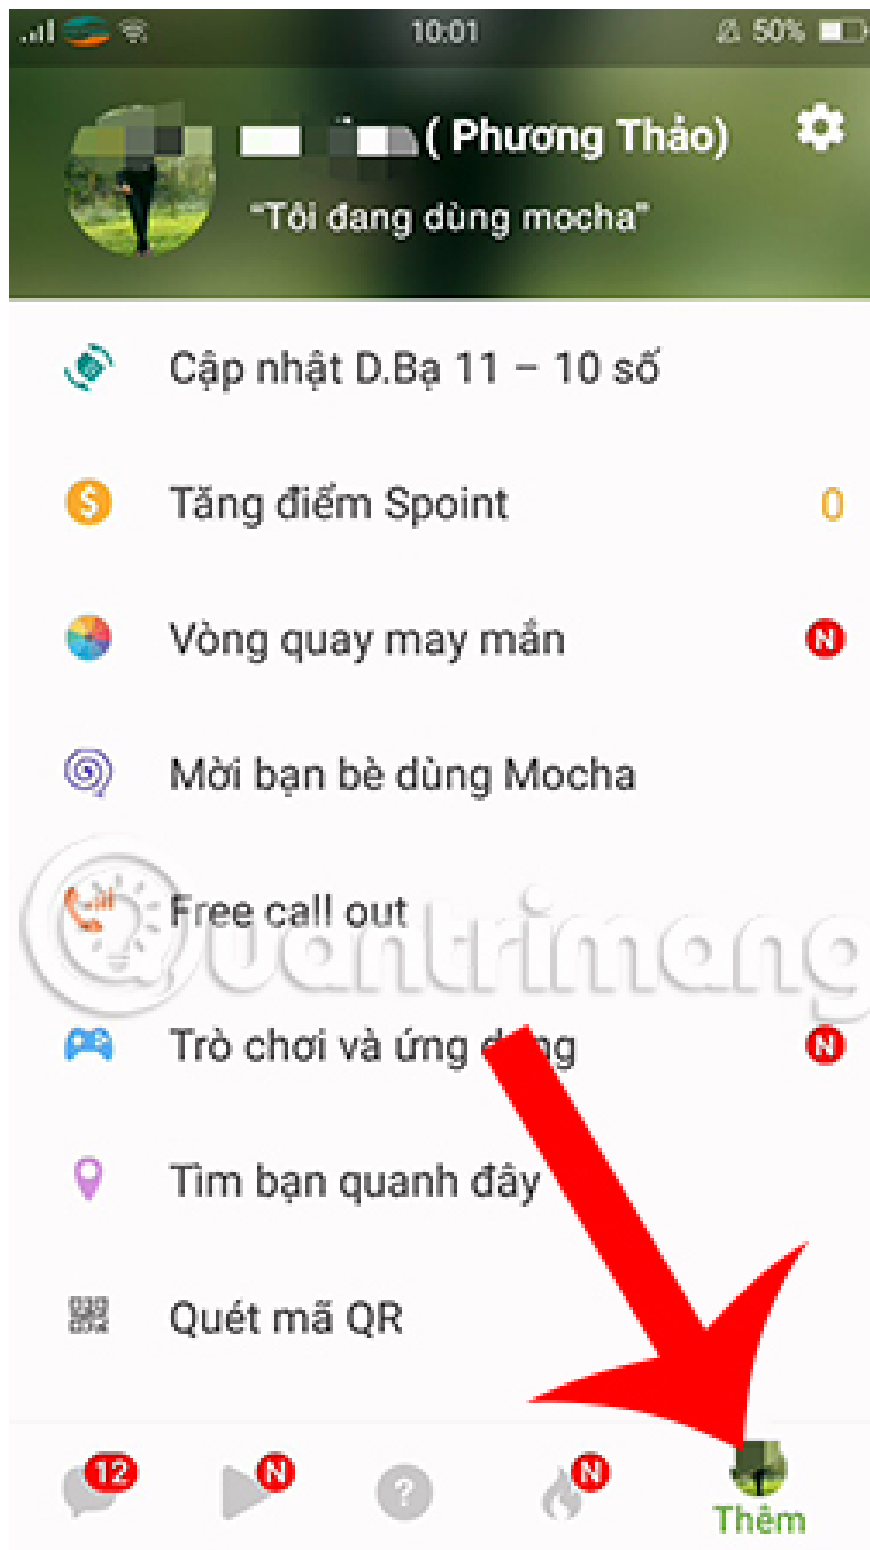 10:01
50%
( Phương Thảo)
"Tôi đang dùng mocha"
Cập nhật D.Bạ 11 – 10 số
Tăng điểm Spoint
0
Vòng quay may mắn
N
Mời bạn bè dùng Mocha
Free call out
Quantrimang
Trò chơi và ứng
N
Tìm bạn quanh đây
Quét mã QR
12
N
?
N
Thêm